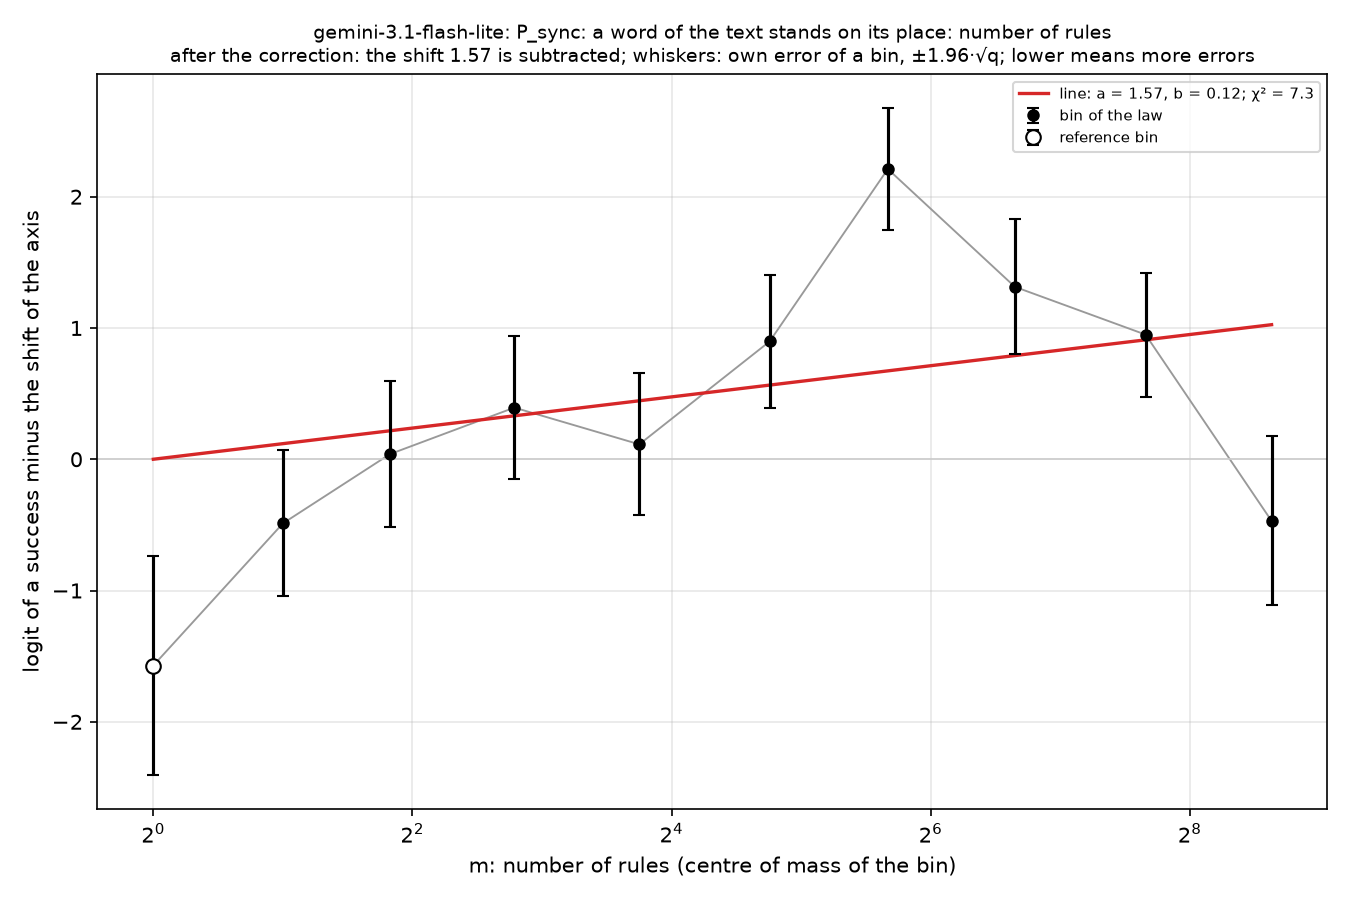 gemini-3.1-flash-lite: P_sync: a word of the text stands on its place: number of rules
after the correction: the shift 1.57 is subtracted; whiskers: own error of a bin, ±1.96·√q; lower means more errors
line: a = 1.57, b = 0.12; χ² = 7.3
bin of the law
reference bin
logit of a success minus the shift of the axis
2
1
0
−1
−2
2⁰
2²
2⁴
2⁶
2⁸
m: number of rules (centre of mass of the bin)